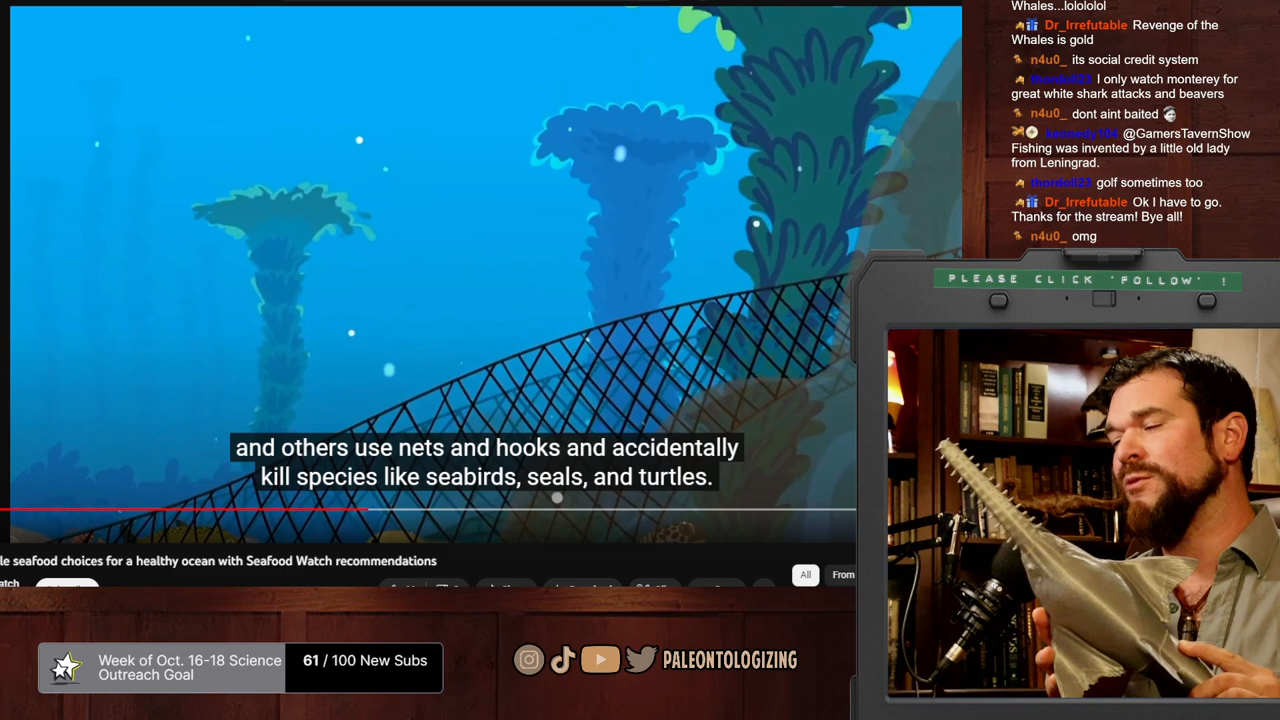 Whales...lolololol
Dr_Irrefutable Revenge of the
Whales is gold
n4u0_ its social credit system
thordoll23 I only watch monterey for
great white shark attacks and beavers
n4u0_ dont aint baited
kennedy104 @GamersTavernShow
Fishing was invented by a little old lady
from Leningrad.
thordoll23 golf sometimes too
Dr_Irrefutable Ok I have to go.
Thanks for the stream! Bye all!
n4u0_ omg
PLEASE CLICK 'FOLLOW' !
and others use nets and hooks and accidentally
kill species like seabirds, seals, and turtles.
le seafood choices for a healthy ocean with Seafood Watch recommendations
atch
All From
Week of Oct. 16-18 Science
Outreach Goal
61 / 100 New Subs
PALEONTOLOGIZING